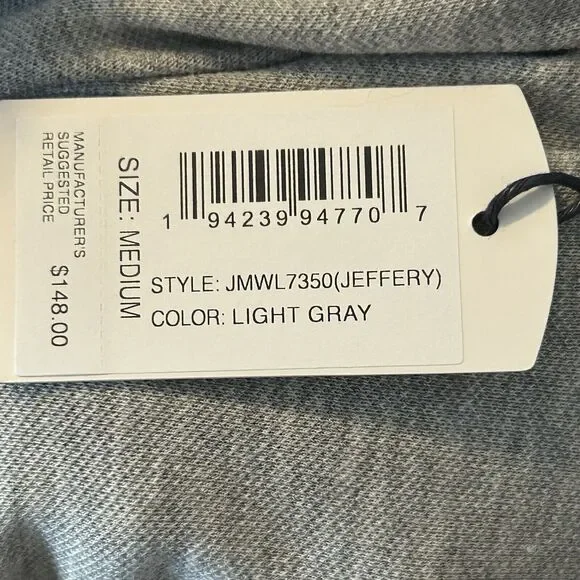 MANUFACTURER'S
SUGGESTED
RETAIL PRICE
$148.00
SIZE: MEDIUM
1 94239 94770 7
STYLE: JMWL7350(JEFFERY)
COLOR: LIGHT GRAY